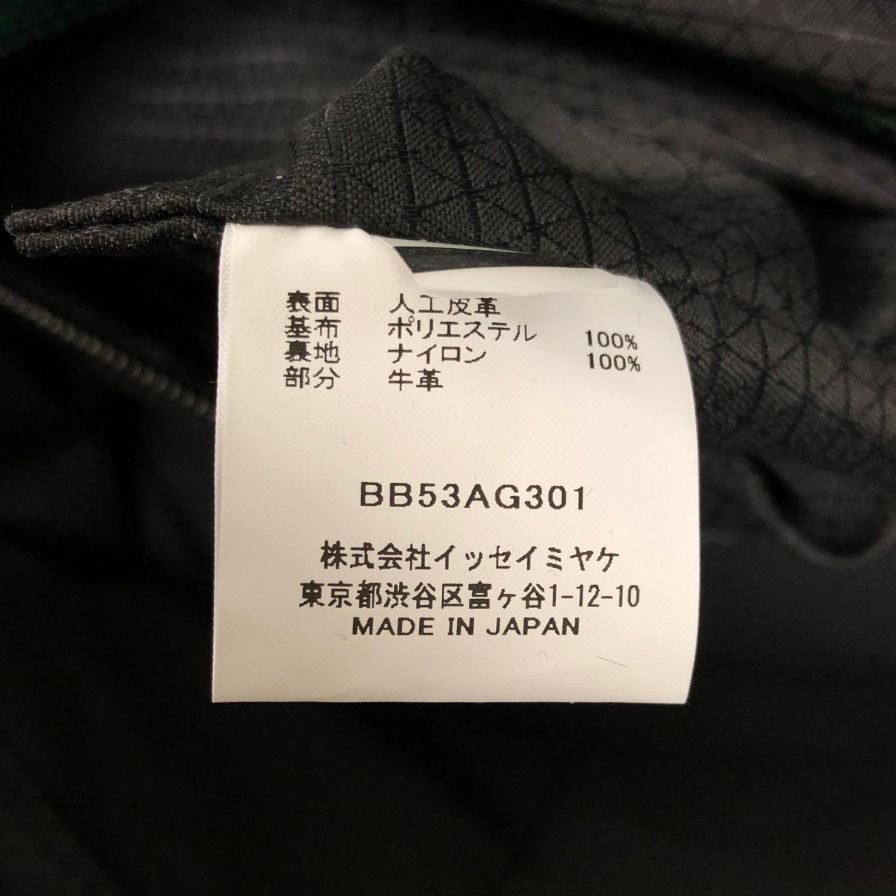 表面 人工皮革
基布 ポリエステル 100%
裏地 ナイロン 100%
部分 牛革
BB53AG301
株式会社イッセイミヤケ
東京都渋谷区富ヶ谷1-12-10
MADE IN JAPAN